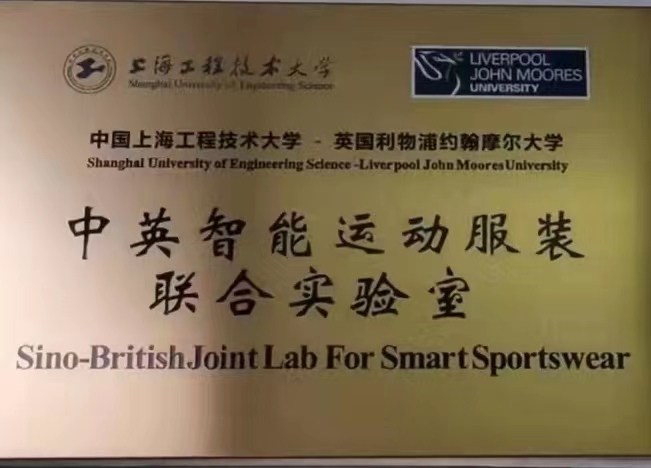 上海工程技术大学
Shanghai University of Engineering Science
LIVERPOOL
JOHN MOORES
UNIVERSITY
中国上海工程技术大学 - 英国利物浦约翰摩尔大学
Shanghai University of Engineering Science -Liverpool John Moores University
中英智能运动服装
联合实验室
Sino-British Joint Lab For Smart Sportswear